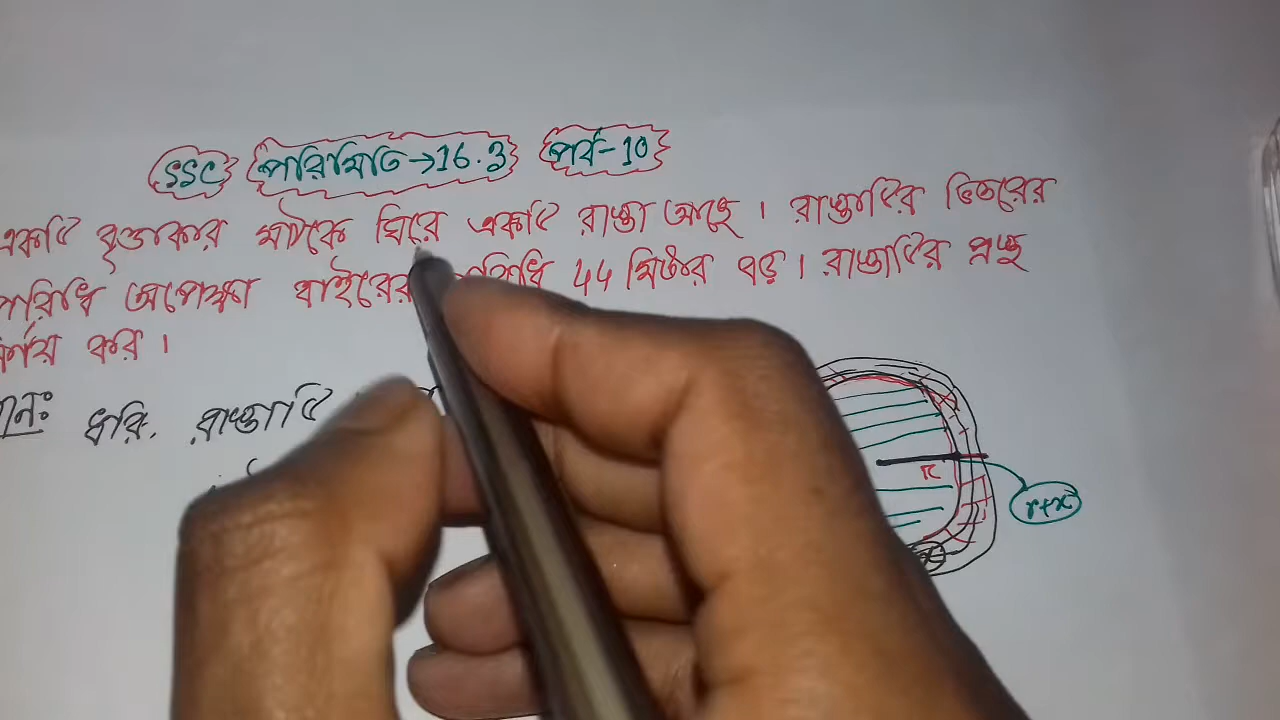 SSC পরিমিতি→16.3 পর্ব-10
একটি বৃত্তাকার মাঠকে ঘিরে একটি রাস্তা আছে। রাস্তাটির ভিতরের
পরিধি অপেক্ষা বাইরের পরিধি 44 মিটার বড়। রাস্তাটির প্রস্থ
নির্ণয় করি।
ধরি, রাস্তাটি
r
r+x
x